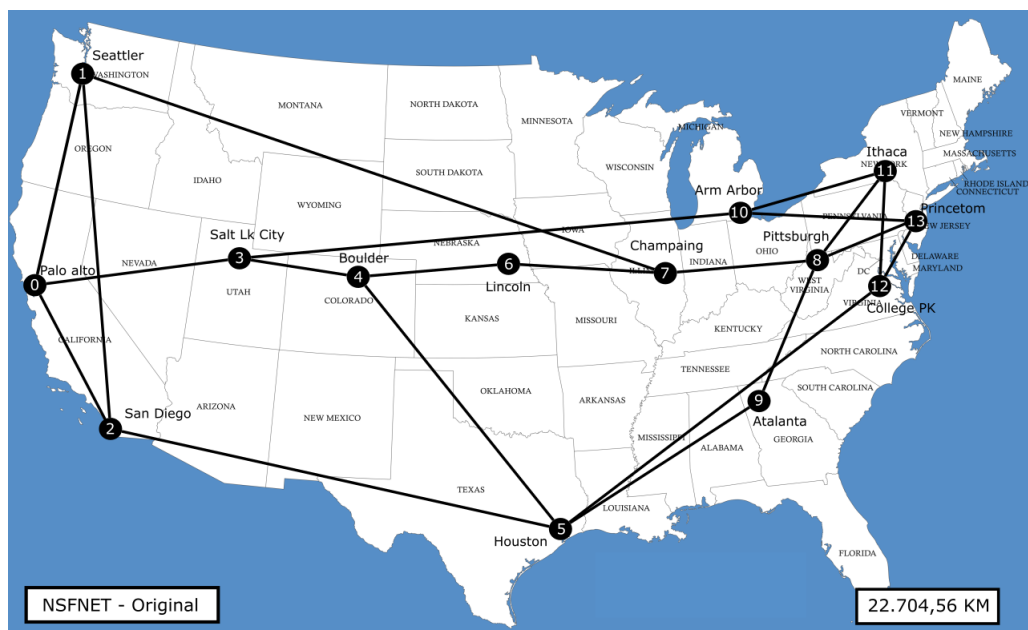 MAINE
Seattler
1
WASHINGTON
MONTANA
NORTH DAKOTA
MINNESOTA
MICHIGAN
VERMONT
NEW HAMPSHIRE
OREGON
Ithaca
MASSACHUSETTS
NEW YORK
11
SOUTH DAKOTA
WISCONSIN
IDAHO
RHODE ISLAND
CONNECTICUT
Arm Arbor
WYOMING
10
PENNSYLVANIA
Princetom
13
NEW JERSEY
Salt Lk City
IOWA
Pittsburgh
NEBRASKA
Champaing
OHIO
DELAWARE
3
Boulder
6
8
NEVADA
INDIANA
MARYLAND
Palo alto
4
7
DC
0
UTAH
COLORADO
Lincoln
WEST
VIRGINIA
12
VIRGINIA
College PK
KANSAS
MISSOURI
KENTUCKY
CALIFORNIA
NORTH CAROLINA
TENNESSEE
SOUTH CAROLINA
OKLAHOMA
ARKANSAS
9
ARIZONA
San Diego
NEW MEXICO
Atalanta
2
MISSISSIPPI
GEORGIA
ALABAMA
TEXAS
LOUISIANA
5
Houston
FLORIDA
NSFNET - Original
22.704,56 KM